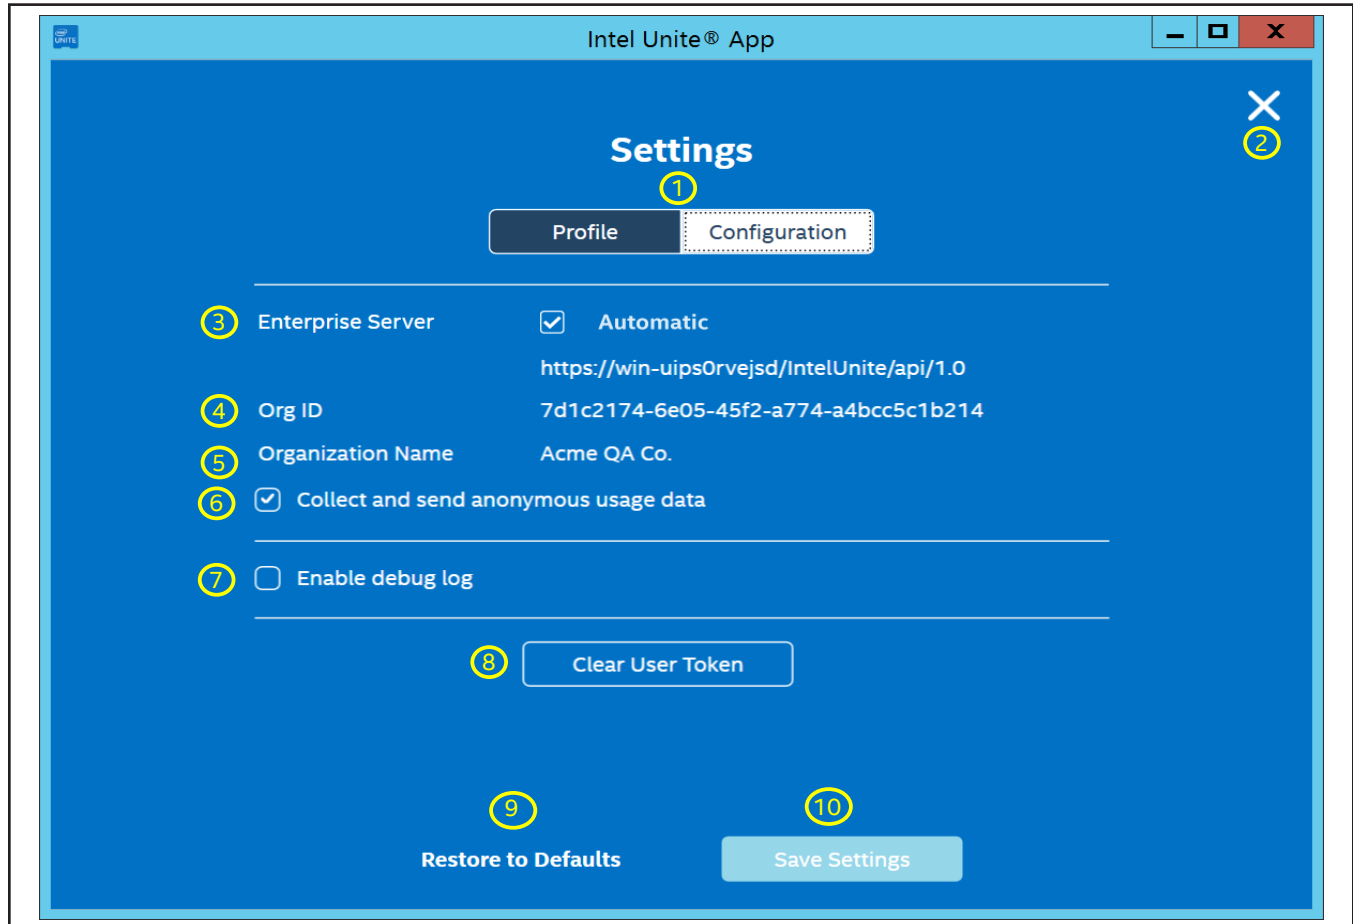 UNITE
Intel Unite® App
X
2
Settings
1
Profile Configuration
3 Enterprise Server Automatic
https://win-uips0rvejsd/IntelUnite/api/1.0
4 Org ID 7d1c2174-6e05-45f2-a774-a4bcc5c1b214
5 Organization Name Acme QA Co.
6 Collect and send anonymous usage data
7 Enable debug log
8 Clear User Token
9 10
Restore to Defaults Save Settings